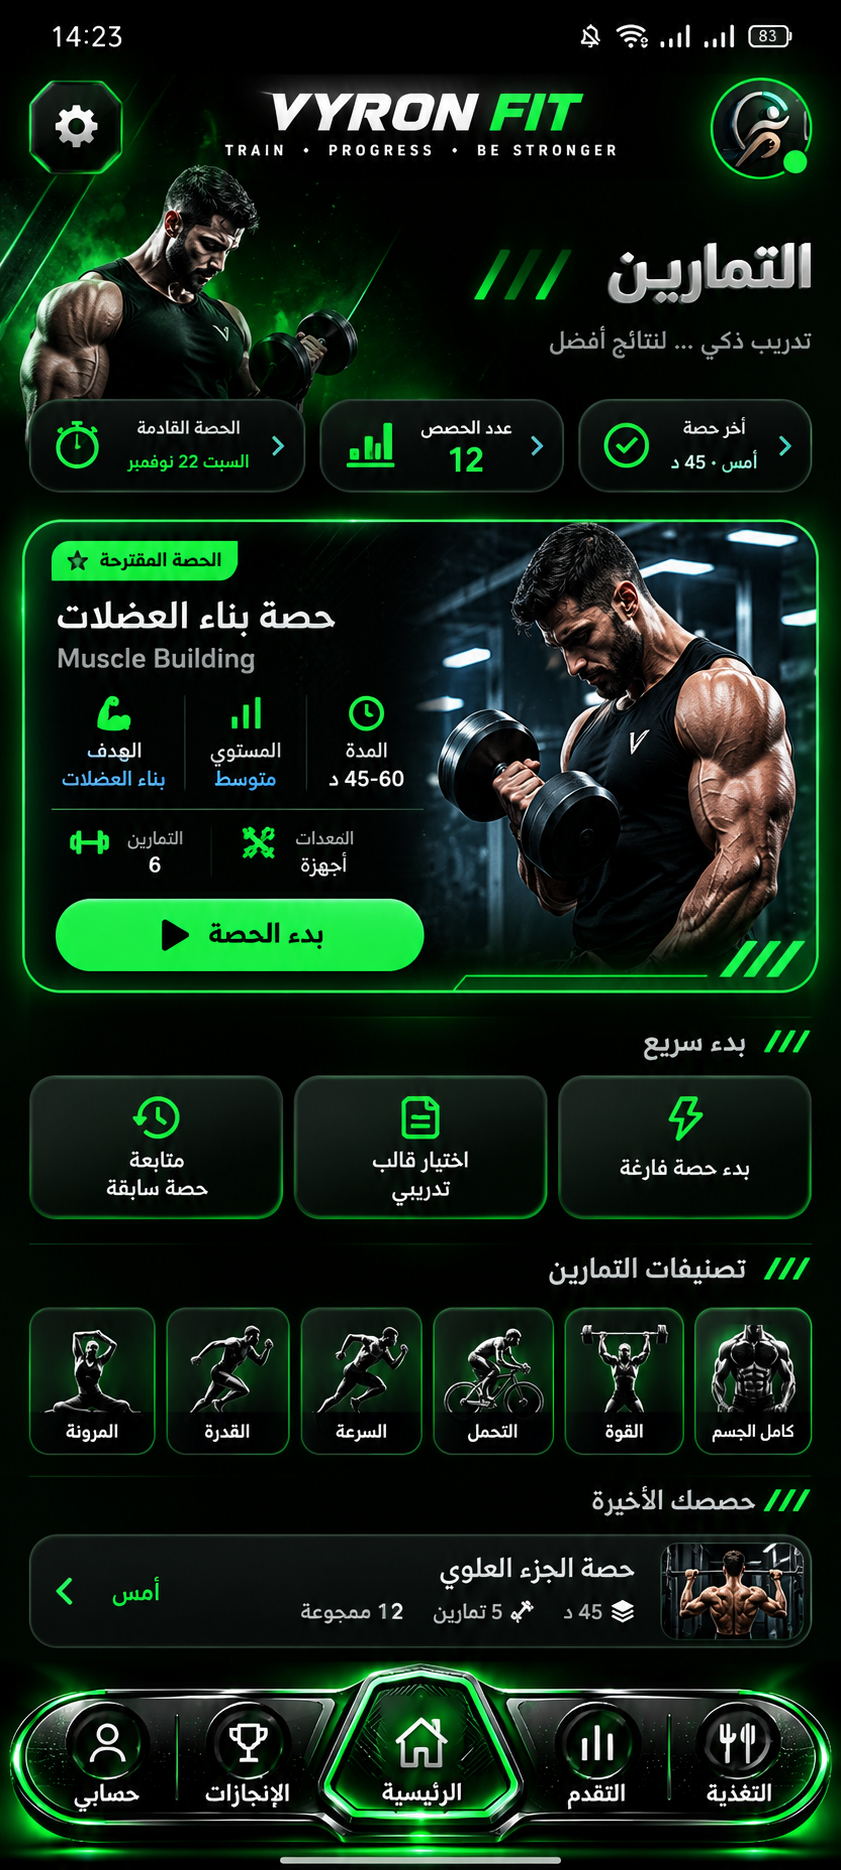 14:23
83
VYRON FIT
TRAIN • PROGRESS • BE STRONGER
التمارين
تدريب ذكي ... لنتائج أفضل
أخر حصة
أمس • 45 د
عدد الحصص
12
الحصة القادمة
السبت 22 نوفمبر
الحصة المقترحة
حصة بناء العضلات
Muscle Building
المدة
45-60 د
المستوي
متوسط
الهدف
بناء العضلات
المعدات
أجهزة
التمارين
6
بدء الحصة
بدء سريع
بدء حصة فارغة
اختيار قالب
تدريبي
متابعة
حصة سابقة
تصنيفات التمارين
كامل الجسم
القوة
التحمل
السرعة
القدرة
المرونة
حصصك الأخيرة
حصة الجزء العلوي
45 د
5 تمارين
12 ممجوعة
أمس
التغذية
التقدم
الرئيسية
الإنجازات
حسابي